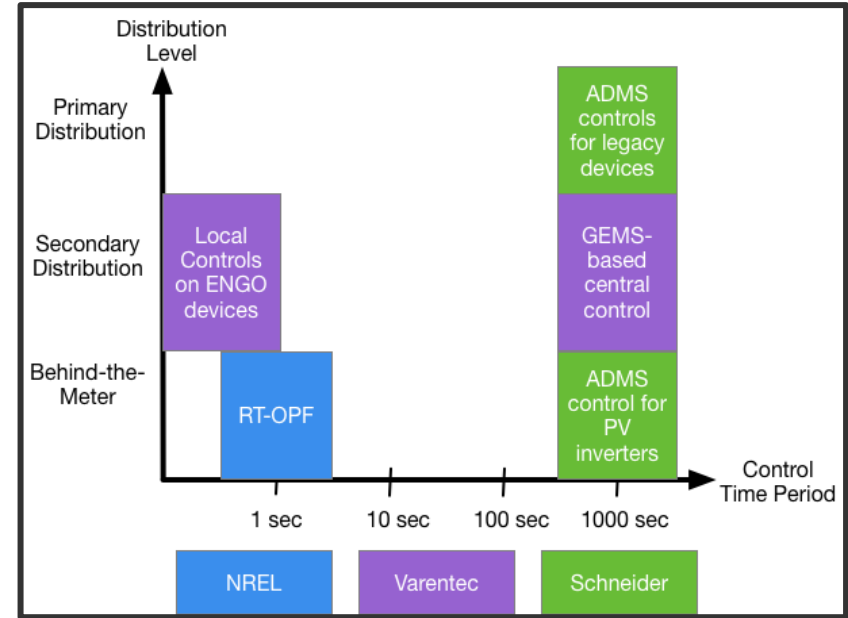 Distribution
Level
Primary
Distribution
ADMS
controls
for legacy
devices
Secondary
Distribution
Local
Controls
on ENGO
devices
GEMS-
based
central
control
Behind-the-
Meter
RT-OPF
ADMS
control for
PV
inverters
Control
Time Period
1 sec
10 sec
100 sec
1000 sec
NREL
Varentec
Schneider